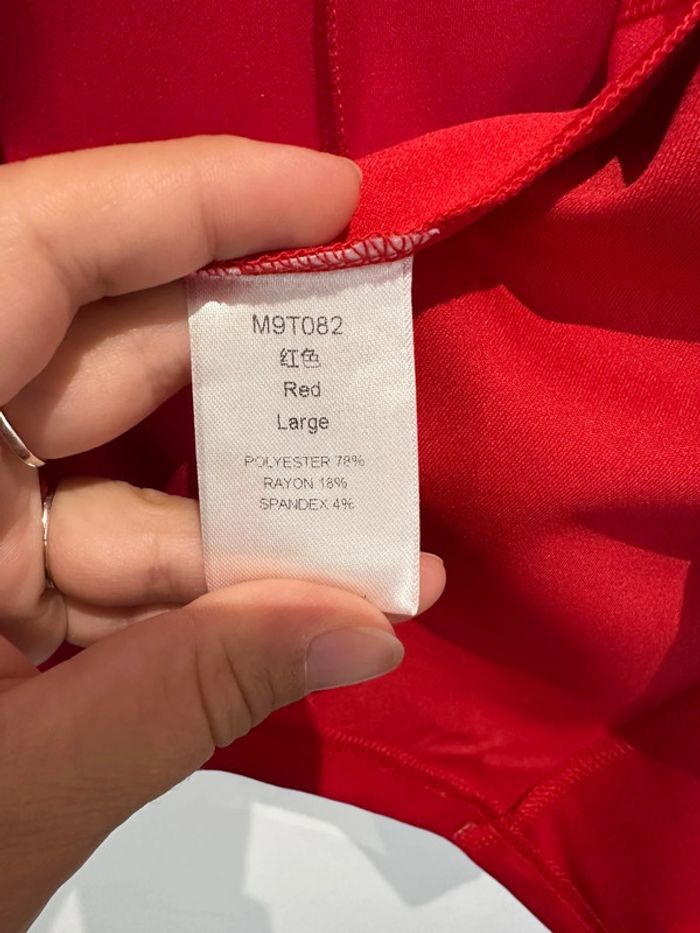 M9T082
红色
Red
Large
POLYESTER 78%
RAYON 18%
SPANDEX 4%